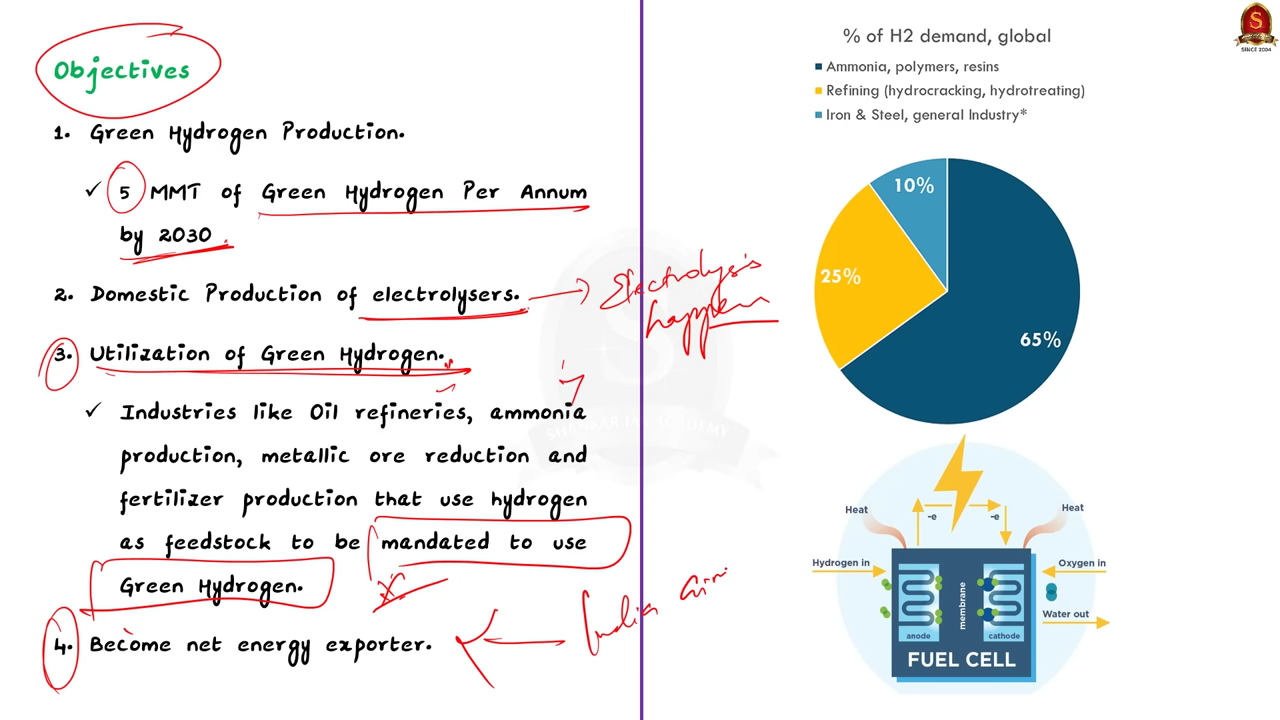 Objectives
1. Green Hydrogen Production.
✓ 5 MMT of Green Hydrogen Per Annum
by 2030
2. Domestic Production of electrolysers.
Electrolysis
happens
3. Utilization of Green Hydrogen.
✓ Industries like Oil refineries, ammonia
production, metallic ore reduction and
fertilizer production that use hydrogen
as feedstock to be mandated to use
Green Hydrogen.
4. Become net energy exporter.
India aim
% of H2 demand, global
Ammonia, polymers, resins
Refining (hydrocracking, hydrotreating)
Iron & Steel, general Industry*
10%
25%
65%
Heat
-e
-e
Heat
Hydrogen in
Oxygen in
membrane
Water out
anode
cathode
FUEL CELL
S
SINCE 2004